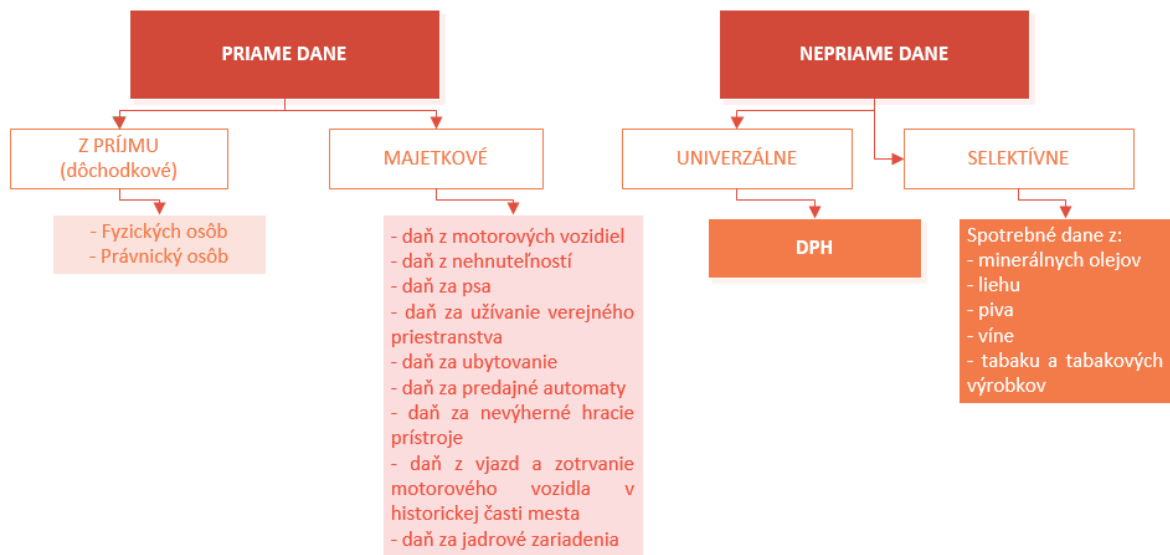 PRIAME DANE
NEPRIAME DANE
Z PRÍJMU
(dôchodkové)
MAJETKOVÉ
UNIVERZÁLNE
SELEKTÍVNE
- Fyzických osôb
- Právnický osôb
- daň z motorových vozidiel
- daň z nehnuteľností
- daň za psa
- daň za užívanie verejného
priestranstva
- daň za ubytovanie
- daň za predajné automaty
- daň za nevýherné hracie
prístroje
- daň z vjazd a zotrvanie
motorového vozidla v
historickej časti mesta
- daň za jadrové zariadenia
DPH
Spotrebné dane z:
- minerálnych olejov
- liehu
- piva
- víne
- tabaku a tabakových
výrobkov